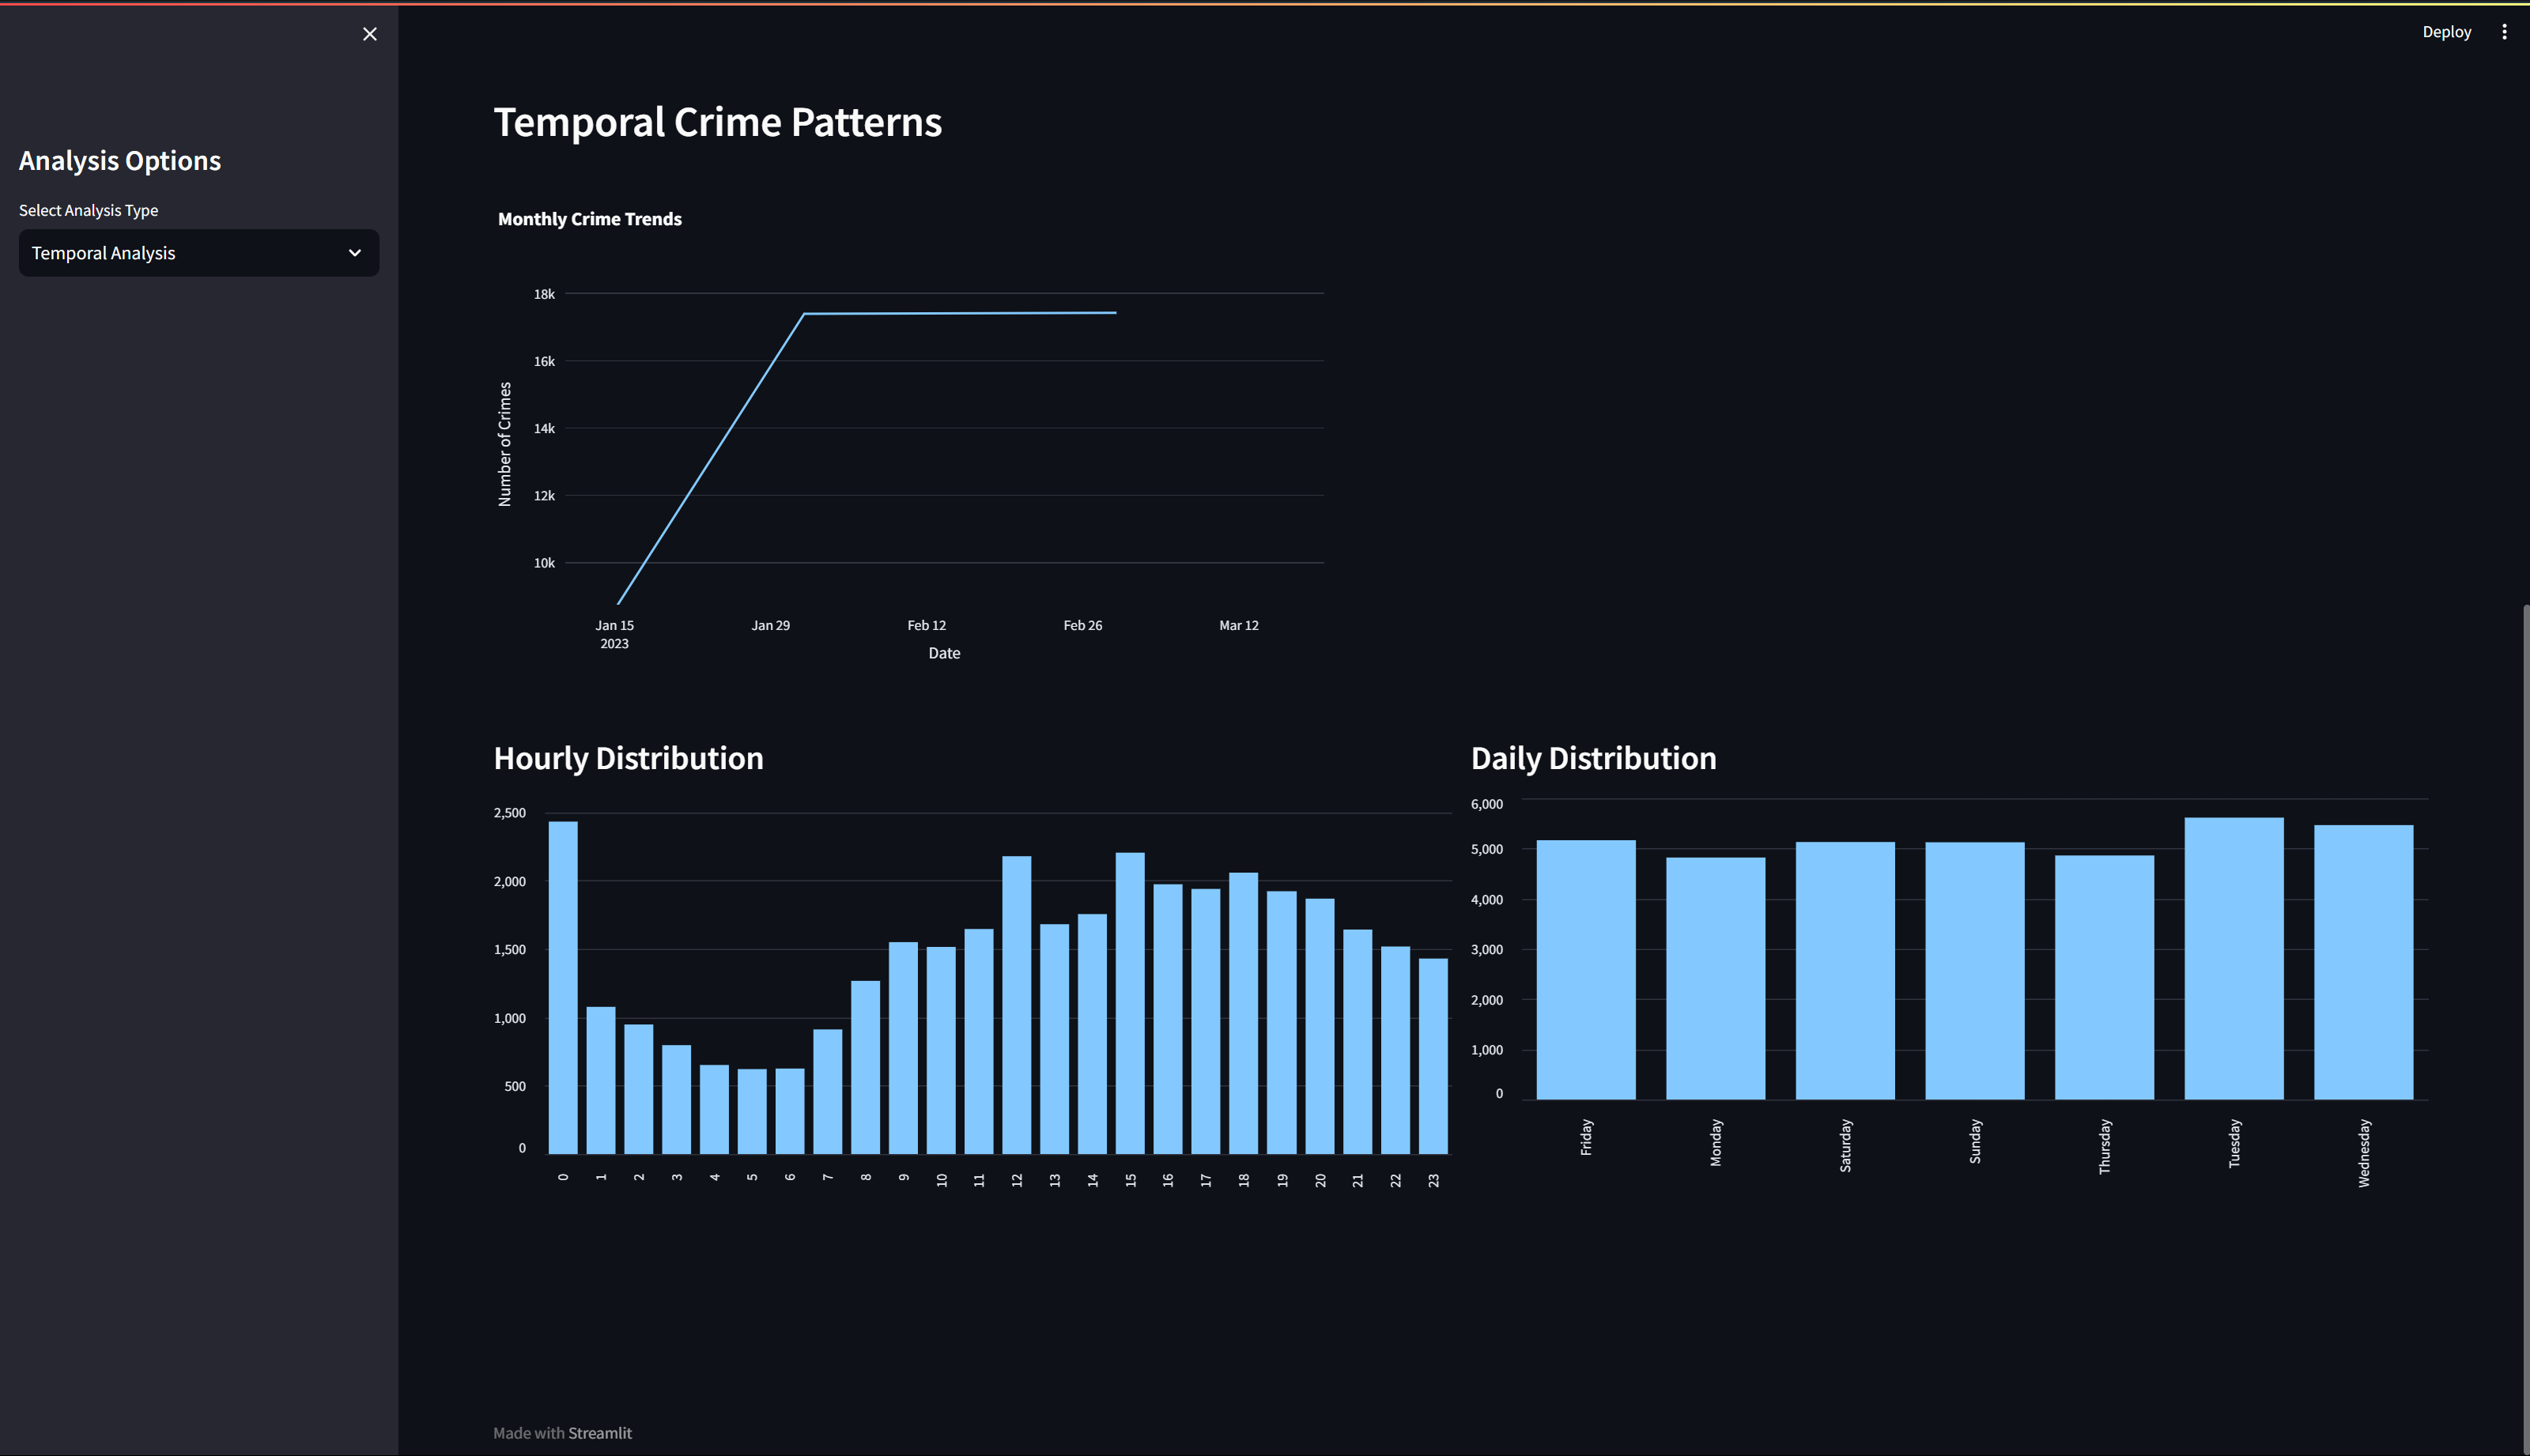 Deploy
Analysis Options
Select Analysis Type
Temporal Analysis
Temporal Crime Patterns
Monthly Crime Trends
18k
16k
14k
12k
10k
Number of Crimes
Jan 15
2023
Jan 29
Feb 12
Feb 26
Mar 12
Date
Hourly Distribution
2,500
2,000
1,500
1,000
500
0
0
1
2
3
4
5
6
7
8
9
10
11
12
13
14
15
16
17
18
19
20
21
22
23
Daily Distribution
6,000
5,000
4,000
3,000
2,000
1,000
0
Friday
Monday
Saturday
Sunday
Thursday
Tuesday
Wednesday
Made with Streamlit